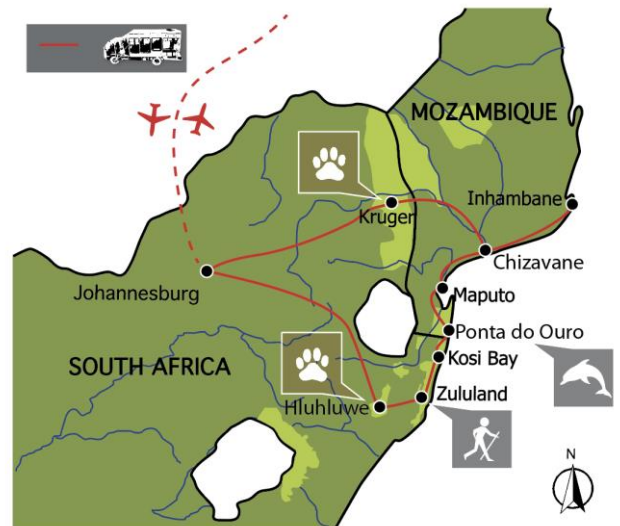 MOZAMBIQUE
Kruger
Inhambane
Chizavane
Johannesburg
Maputo
Ponta do Ouro
Kosi Bay
SOUTH AFRICA
Hluhluwe
Zululand
N